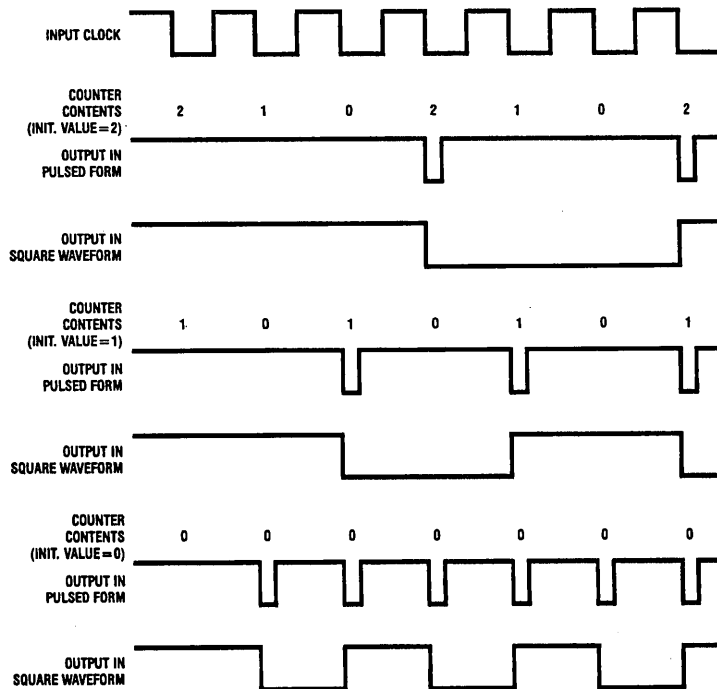 INPUT CLOCK
COUNTER
CONTENTS
(INIT. VALUE=2)
2 1 0 2 1 0 2
OUTPUT IN
PULSED FORM
OUTPUT IN
SQUARE WAVEFORM
COUNTER
CONTENTS
(INIT. VALUE=1)
1 0 1 0 1 0 1
OUTPUT IN
PULSED FORM
OUTPUT IN
SQUARE WAVEFORM
COUNTER
CONTENTS
(INIT. VALUE=0)
0 0 0 0 0 0 0
OUTPUT IN
PULSED FORM
OUTPUT IN
SQUARE WAVEFORM